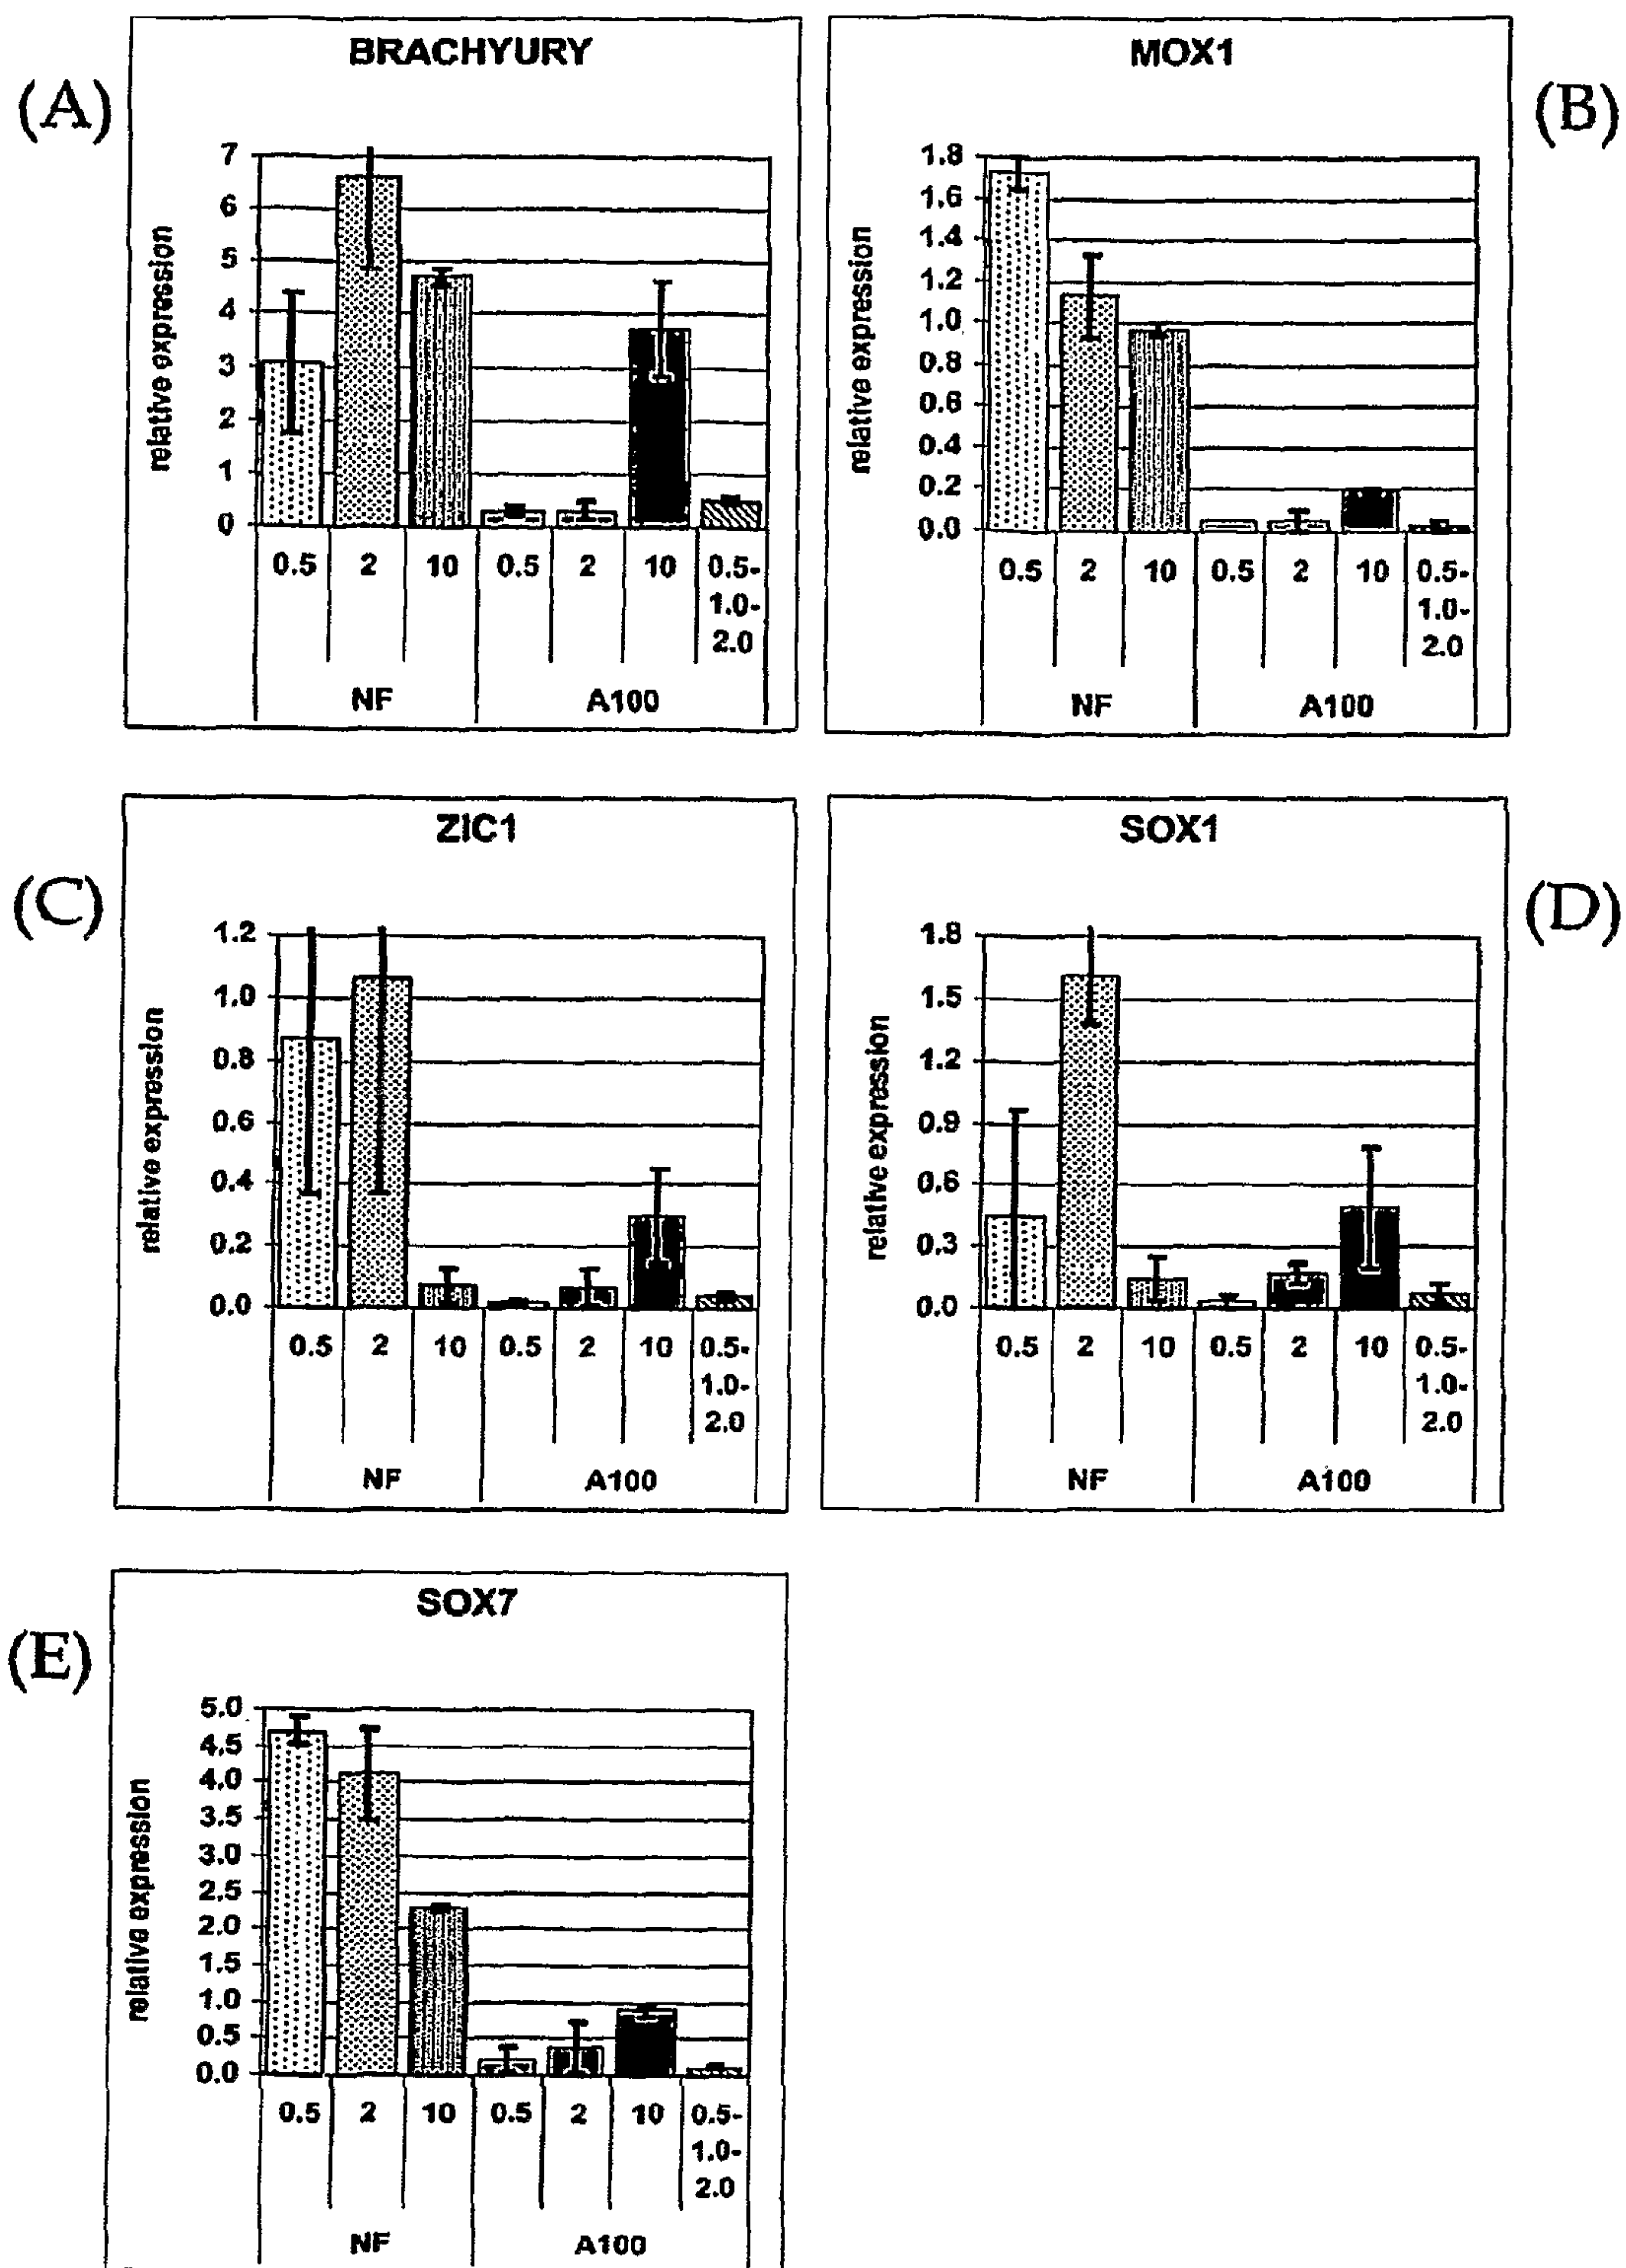 (A)
BRACHYURY
relative expression
7
6
5
4
3
2
1
0
0.5 2 10 0.5 2 10 0.5-
1.0-
2.0
NF A100
(B)
MOX1
relative expression
1.8
1.6
1.4
1.2
1.0
0.8
0.6
0.4
0.2
0.0
0.5 2 10 0.5 2 10 0.5-
1.0-
2.0
NF A100
(C)
ZIC1
relative expression
1.2
1.0
0.8
0.6
0.4
0.2
0.0
0.5 2 10 0.5 2 10 0.5-
1.0-
2.0
NF A100
(D)
SOX1
relative expression
1.8
1.5
1.2
0.9
0.6
0.3
0.0
0.5 2 10 0.5 2 10 0.5-
1.0-
2.0
NF A100
(E)
SOX7
relative expression
5.0
4.5
4.0
3.5
3.0
2.5
2.0
1.5
1.0
0.5
0.0
0.5 2 10 0.5 2 10 0.5-
1.0-
2.0
NF A100